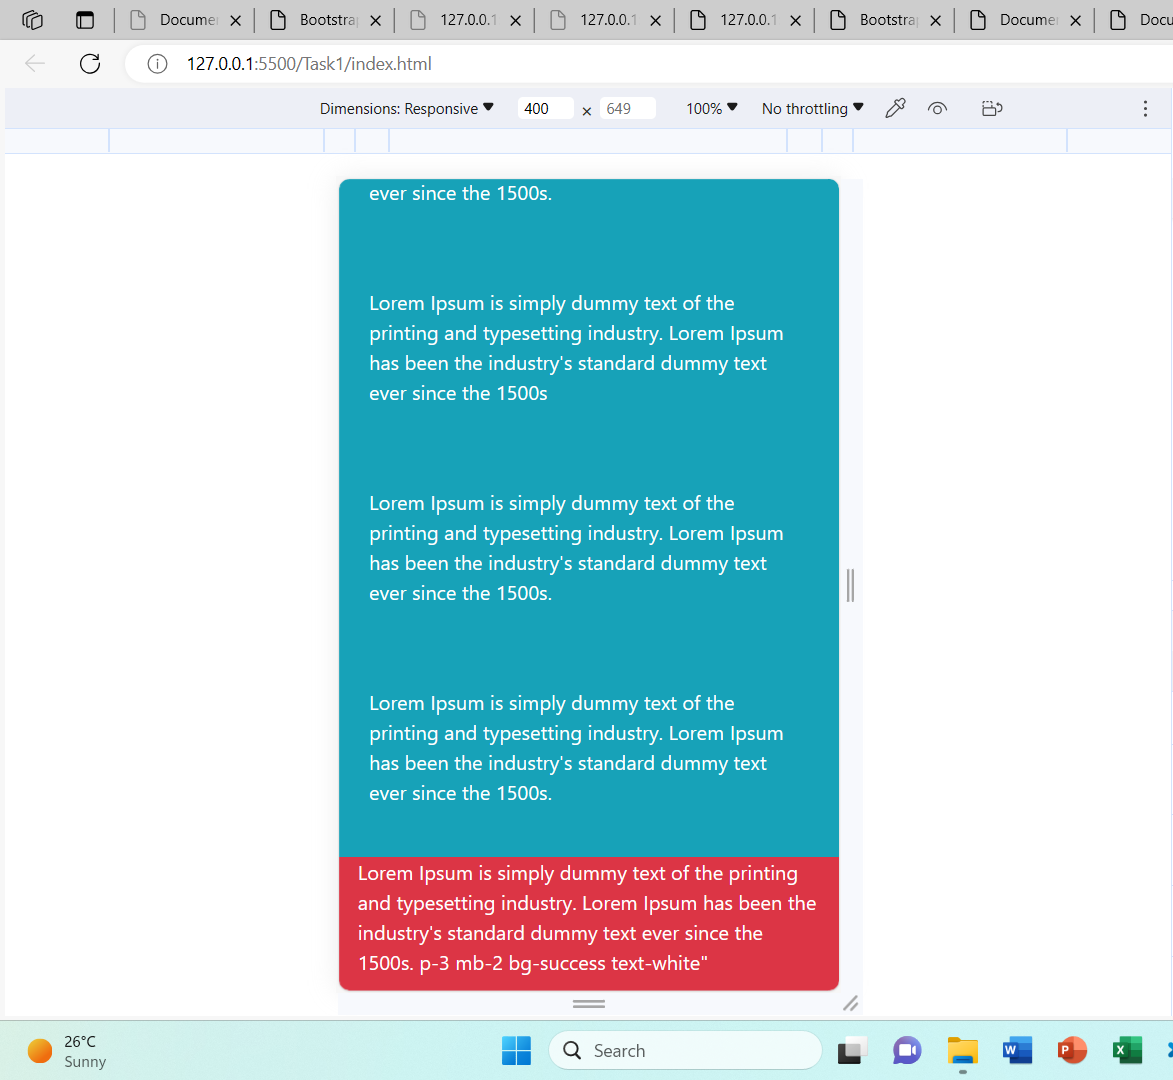 Docume
Bootstra
127.0.0.1
127.0.0.1
127.0.0.1
Bootstra
Docume
Docu
127.0.0.1:5500/Task1/index.html
Dimensions: Responsive 400 × 649 100% No throttling
ever since the 1500s.
Lorem Ipsum is simply dummy text of the
printing and typesetting industry. Lorem Ipsum
has been the industry's standard dummy text
ever since the 1500s
Lorem Ipsum is simply dummy text of the
printing and typesetting industry. Lorem Ipsum
has been the industry's standard dummy text
ever since the 1500s.
Lorem Ipsum is simply dummy text of the
printing and typesetting industry. Lorem Ipsum
has been the industry's standard dummy text
ever since the 1500s.
Lorem Ipsum is simply dummy text of the printing
and typesetting industry. Lorem Ipsum has been the
industry's standard dummy text ever since the
1500s. p-3 mb-2 bg-success text-white"
26°C
Sunny
Search
W
P
X